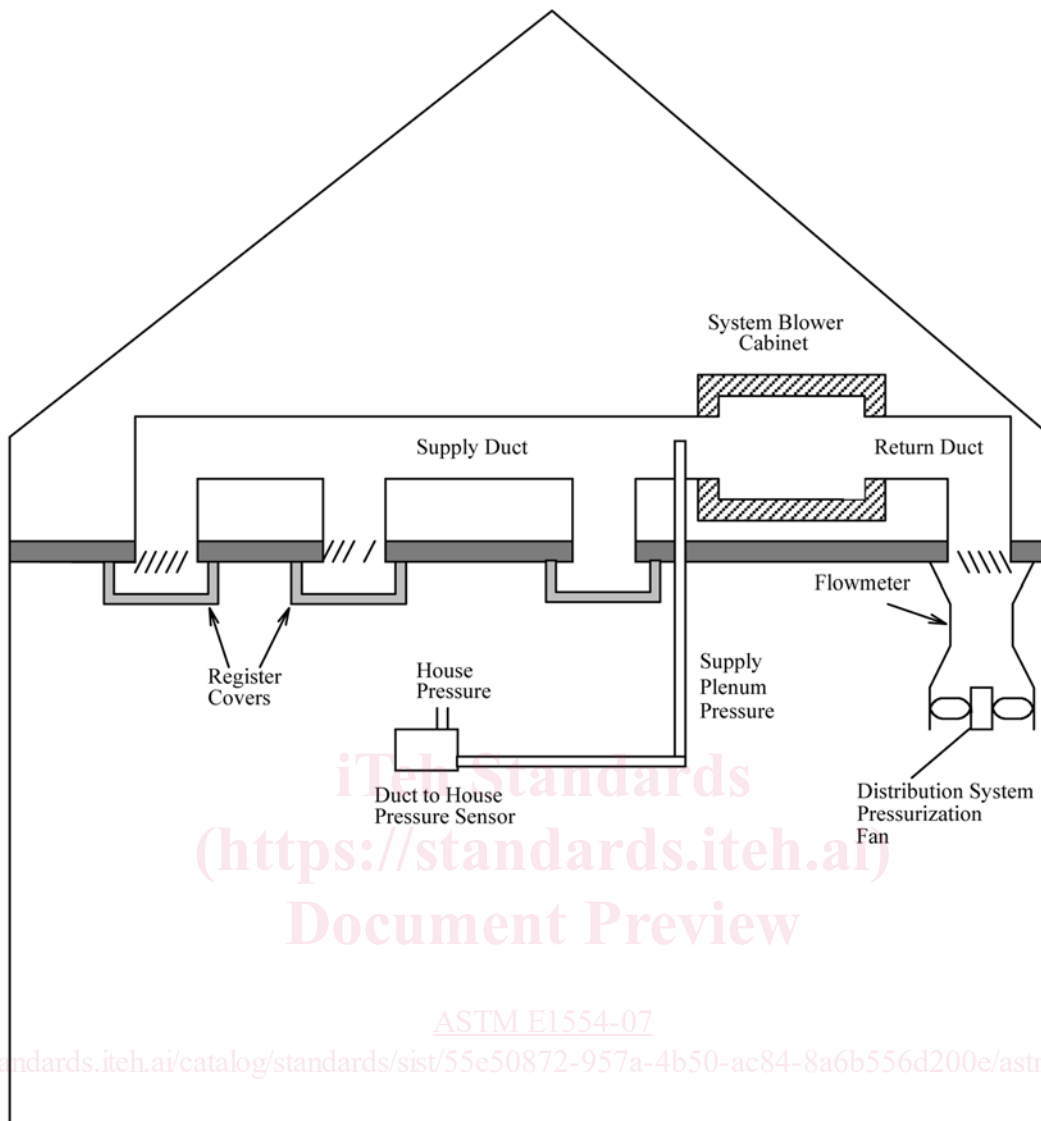 System Blower
Cabinet
Supply Duct
Return Duct
Flowmeter
Register
Covers
House
Pressure
Supply
Plenum
Pressure
Duct to House
Pressure Sensor
Distribution System
Pressurization
Fan
iTeh Standards
(https://standards.iteh.ai)
Document Preview
ASTM E1554-07
andards.iteh.ai/catalog/standards/sist/55e50872-957a-4b50-ac84-8a6b556d200e/astm